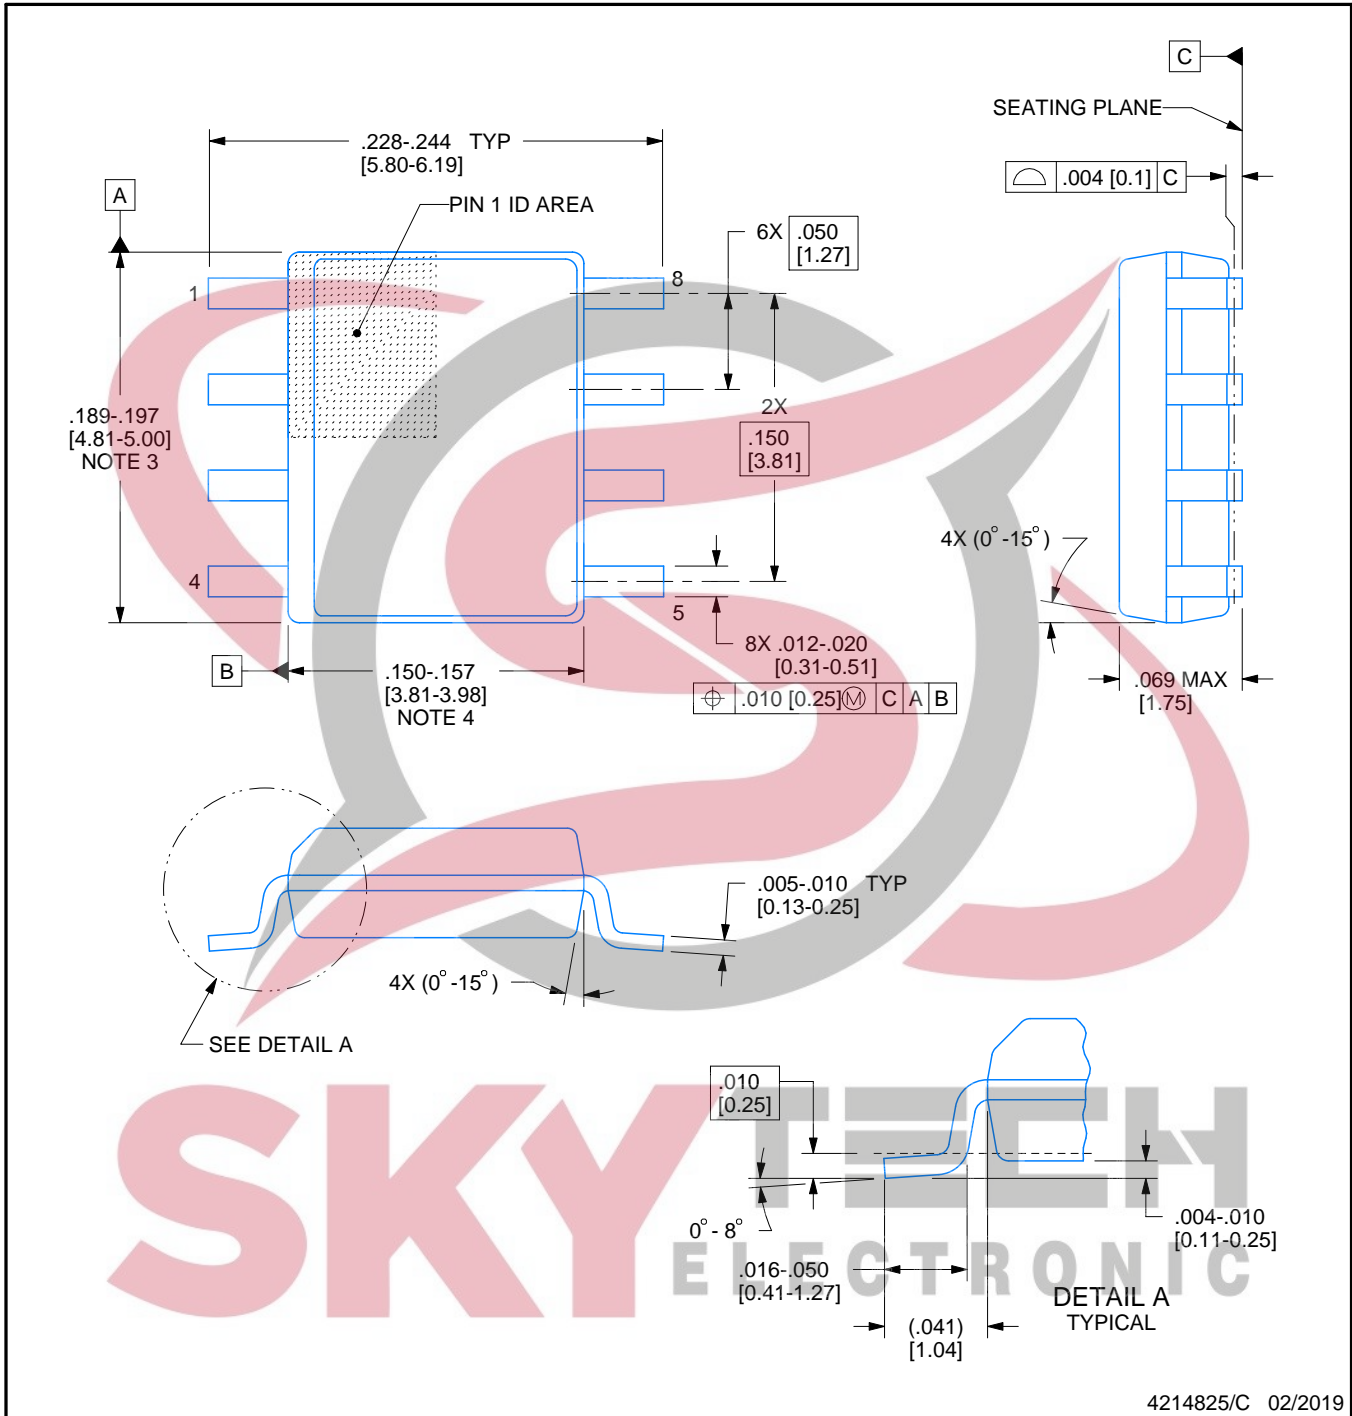 C
SEATING PLANE
.228-.244 TYP
[5.80-6.19]
.004 [0.1] C
A
PIN 1 ID AREA
6X .050
[1.27]
1
8
2X
.150
[3.81]
.189-.197
[4.81-5.00]
NOTE 3
4X (0°-15°)
4
5
8X .012-.020
[0.31-0.51]
B
.150-.157
[3.81-3.98]
NOTE 4
.010 [0.25] Ⓜ C A B
.069 MAX
[1.75]
.005-.010 TYP
[0.13-0.25]
4X (0°-15°)
SEE DETAIL A
.010
[0.25]
0°-8°
.004-.010
[0.11-0.25]
.016-.050
[0.41-1.27]
DETAIL A
TYPICAL
(.041)
[1.04]
SKYTECH
ELECTRONIC
4214825/C 02/2019